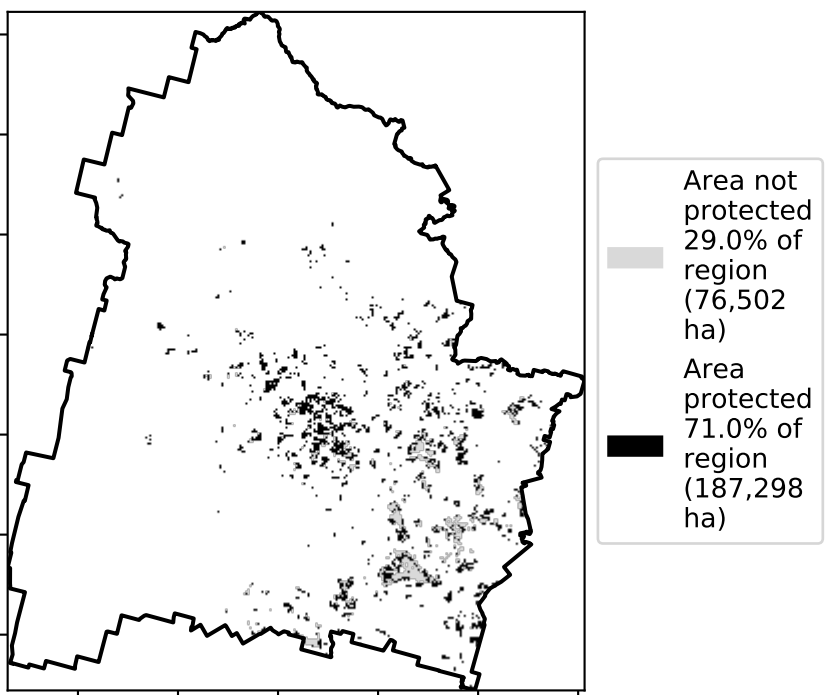 Area not
protected
29.0% of
region
(76,502
ha)
Area
protected
71.0% of
region
(187,298
ha)